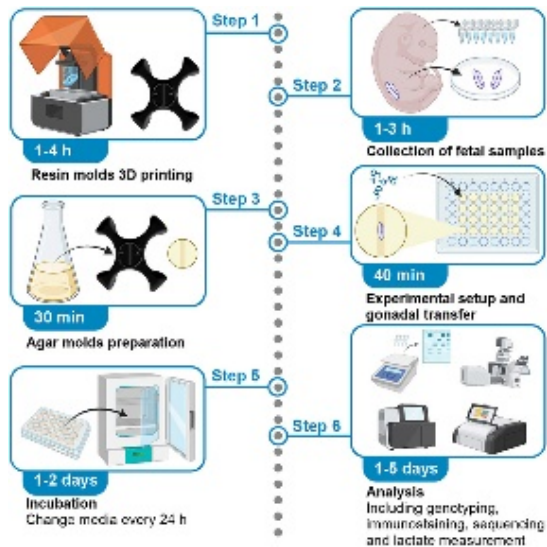 Step 1
1-4 h
Resin molds 3D printing
Step 2
1-3 h
Collection of fetal samples
Step 3
30 min
Agar molds preparation
Step 4
40 min
Experimental setup and
gonadal transfer
Step 5
1-2 days
Incubation
Change media every 24 h
Step 6
1-5 days
Analysis
Including genotyping,
immunostaining, sequencing
and lactate measurement